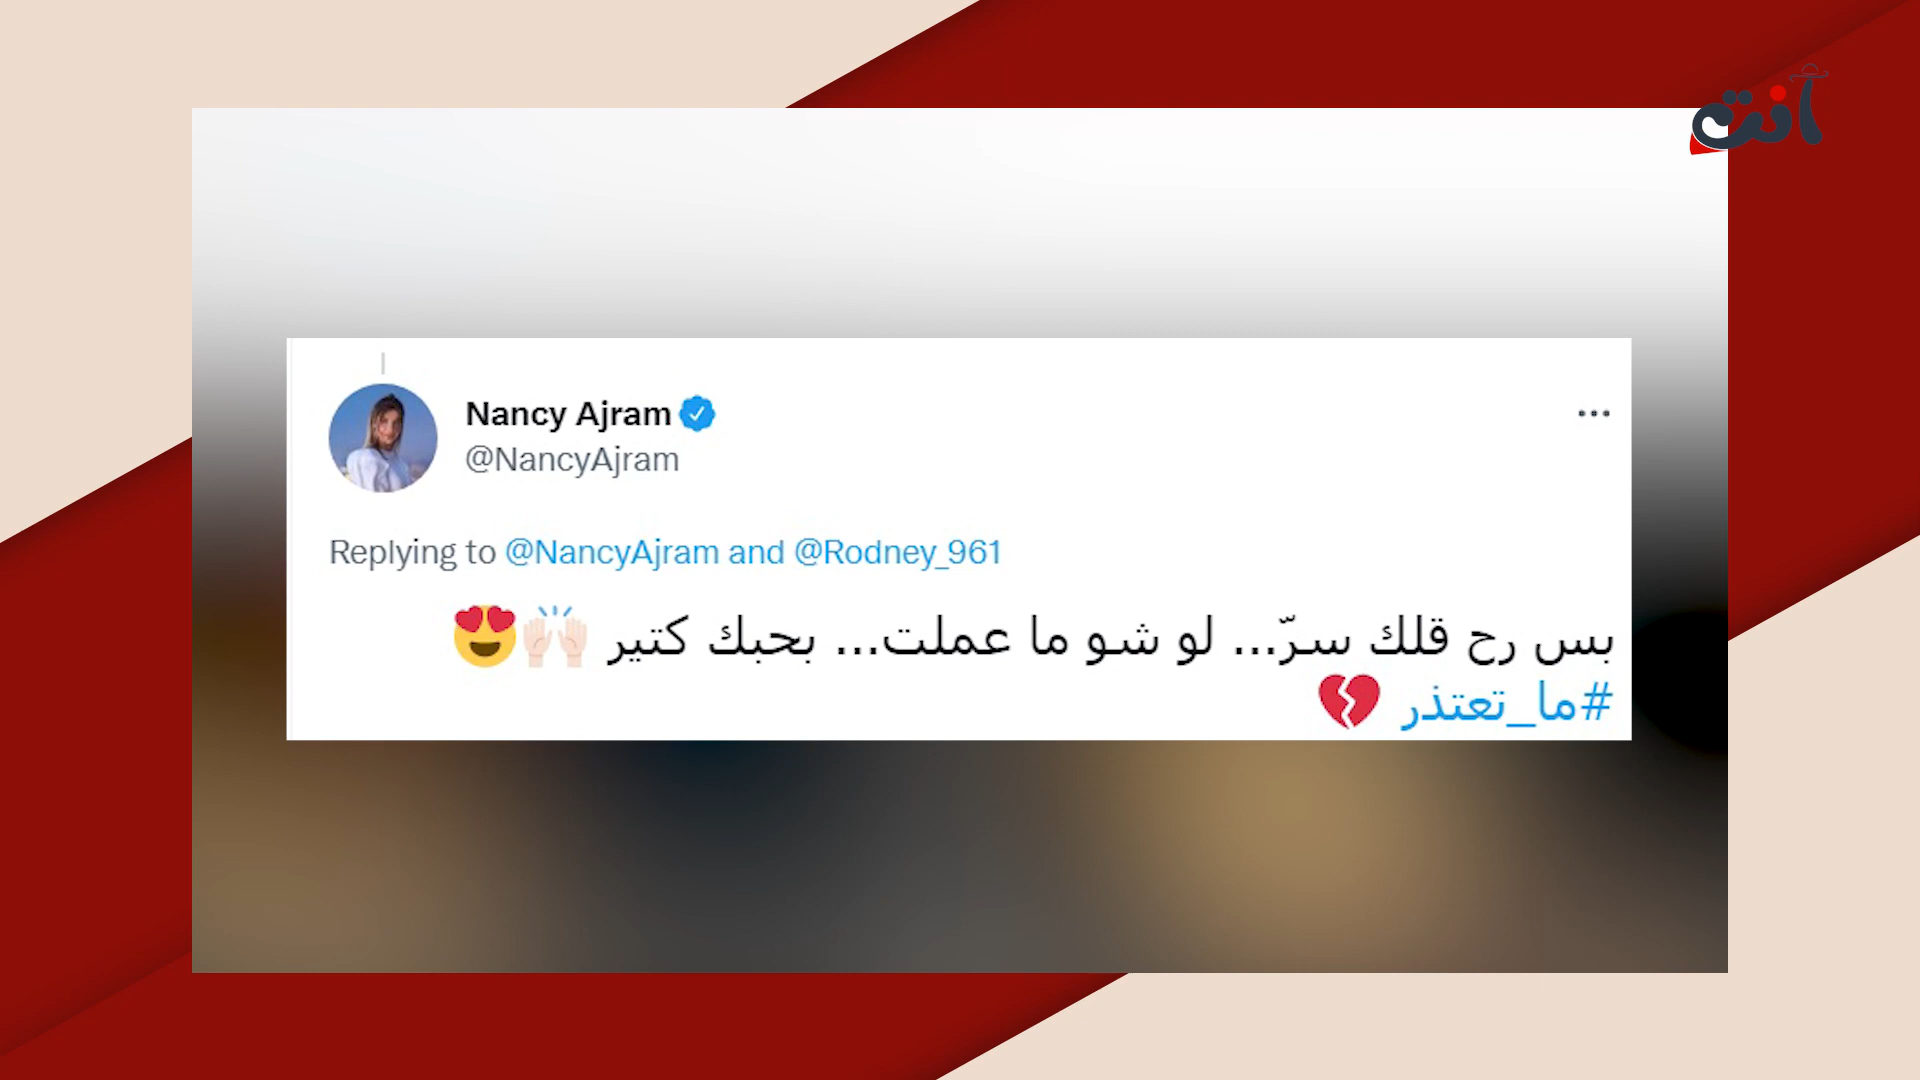 أنت
Nancy Ajram
@NancyAjram
Replying to @NancyAjram and @Rodney_961
بس رح قلك سرّ... لو شو ما عملت... بحبك كتير 🙌🏻😍
#ما_تعتذر 💔